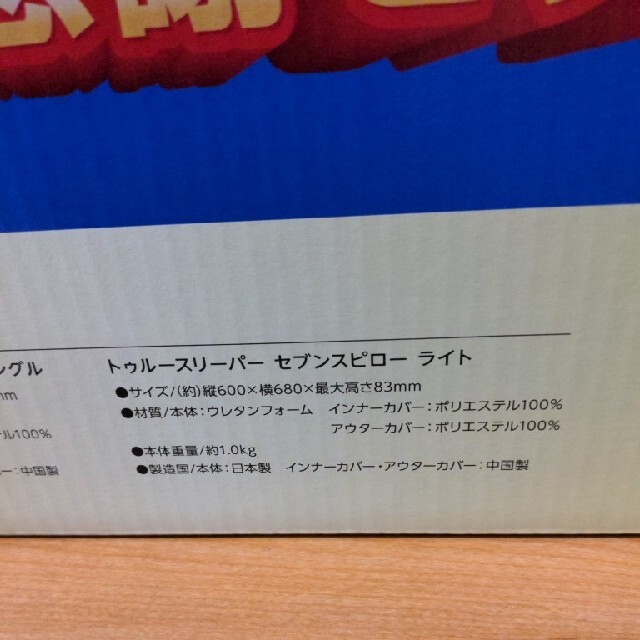 感謝セ
ングル
mm
テル100%
ー：中国製
トゥルースリーパー セブンスピロー ライト
●サイズ/(約)縦600×横680×最大高さ83mm
●材質/本体：ウレタンフォーム　インナーカバー：ポリエステル100%
アウターカバー：ポリエステル100%
●本体重量/約1.0kg
●製造国/本体：日本製　インナーカバー・アウターカバー：中国製